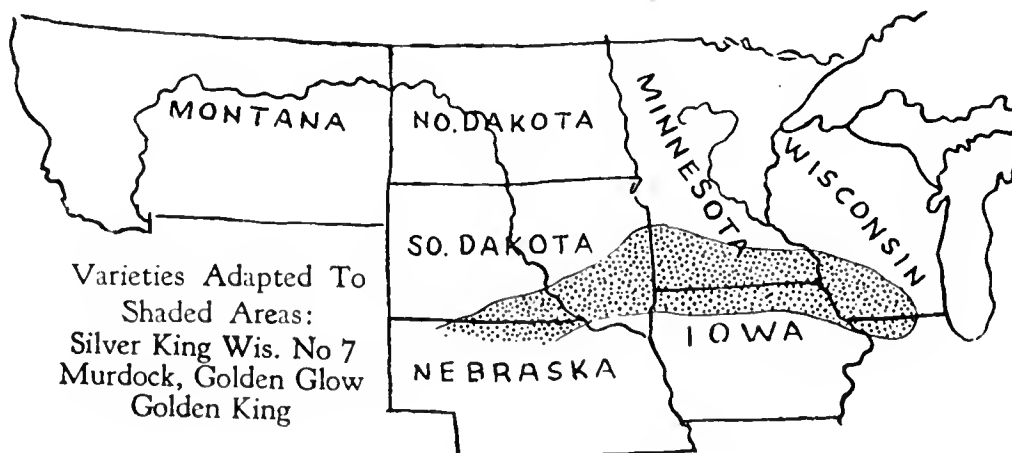 MONTANA
NO. DAKOTA
MINNESOTA
WISCONSIN
SO. DAKOTA
Varieties Adapted To
Shaded Areas:
Silver King Wis. No 7
Murdock, Golden Glow
Golden King
IOWA
NEBRASKA